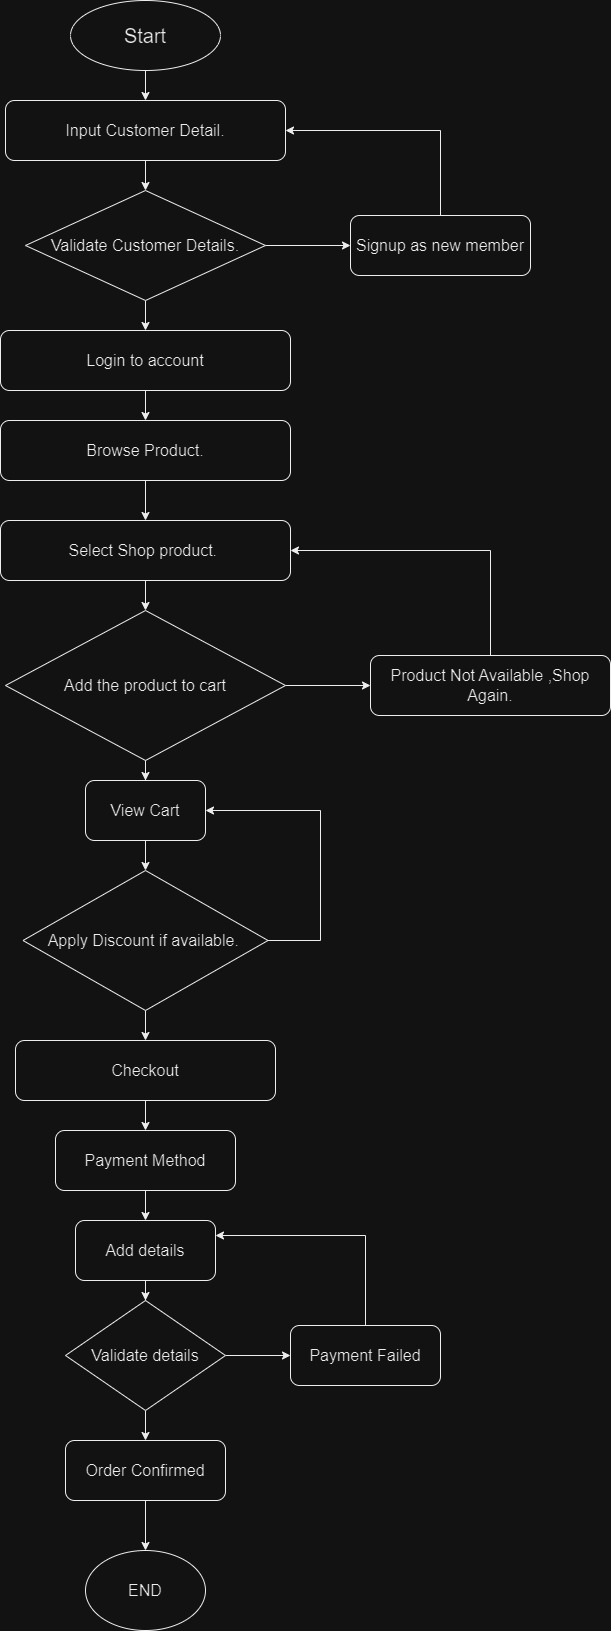 Start
Input Customer Detail.
Validate Customer Details.
Signup as new member
Login to account
Browse Product.
Select Shop product.
Add the product to cart
Product Not Available ,Shop
Again.
View Cart
Apply Discount if available.
Checkout
Payment Method
Add details
Validate details
Payment Failed
Order Confirmed
END